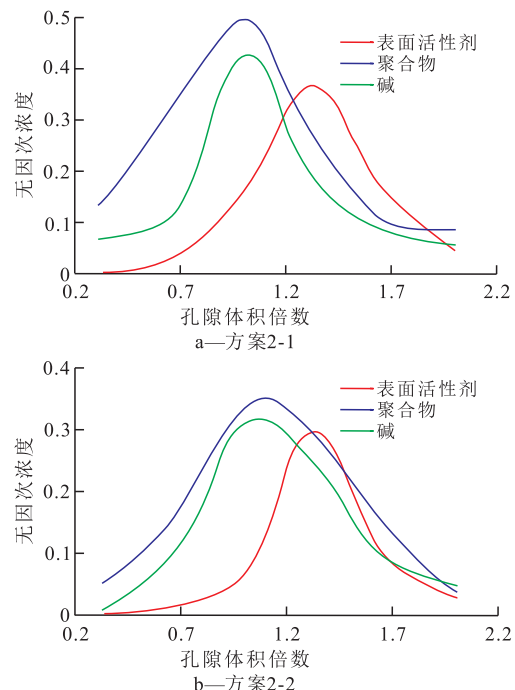 0.5
0.4
0.3
0.2
0.1
0
无因次浓度
表面活性剂
聚合物
碱
0.2
0.7
1.2
1.7
2.2
孔隙体积倍数
a—方案2-1
0.4
0.3
0.2
0.1
0
无因次浓度
表面活性剂
聚合物
碱
0.2
0.7
1.2
1.7
2.2
孔隙体积倍数
b—方案2-2